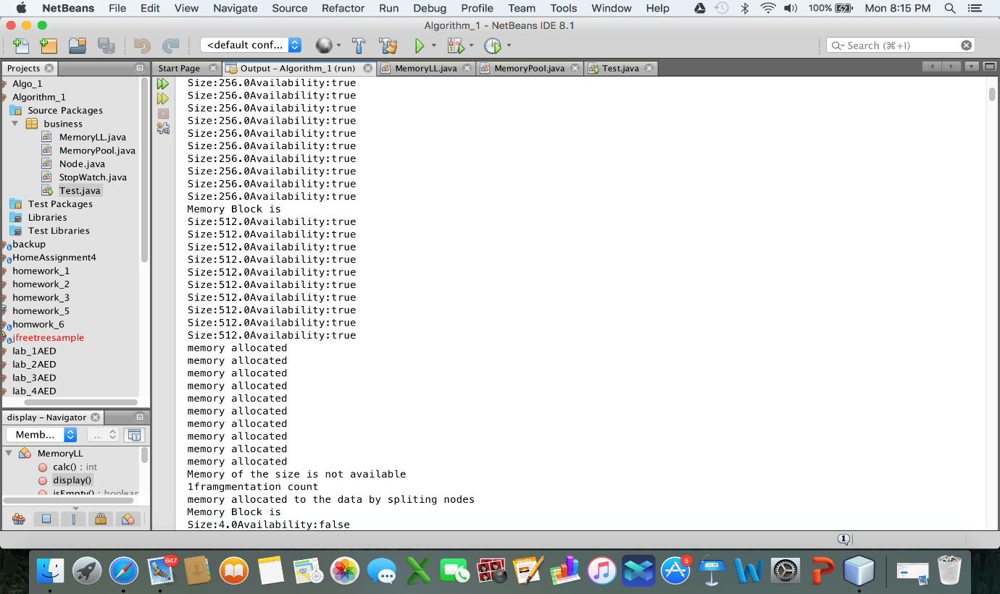 NetBeans File Edit View Navigate Source Refactor Run Debug Profile Team Tools Window Help 100% Mon 8:15 PM
Algorithm_1 - NetBeans IDE 8.1
<default conf...
Search (⌘+I)
Projects
Start Page
Output - Algorithm_1 (run)
MemoryLL.java
MemoryPool.java
Test.java
Algo_1
Algorithm_1
Source Packages
business
MemoryLL.java
MemoryPool.java
Node.java
StopWatch.java
Test.java
Test Packages
Libraries
Test Libraries
backup
HomeAssignment4
homework_1
homework_2
homework_3
homework_5
homwork_6
jfreetreesample
lab_1AED
lab_2AED
lab_3AED
lab_4AED
display - Navigator
Memb...
...
MemoryLL
calc() : int
display()
isEmpty() : boolean
Size:256.0Availability:true
Size:256.0Availability:true
Size:256.0Availability:true
Size:256.0Availability:true
Size:256.0Availability:true
Size:256.0Availability:true
Size:256.0Availability:true
Size:256.0Availability:true
Size:256.0Availability:true
Size:256.0Availability:true
Memory Block is
Size:512.0Availability:true
Size:512.0Availability:true
Size:512.0Availability:true
Size:512.0Availability:true
Size:512.0Availability:true
Size:512.0Availability:true
Size:512.0Availability:true
Size:512.0Availability:true
Size:512.0Availability:true
Size:512.0Availability:true
memory allocated
memory allocated
memory allocated
memory allocated
memory allocated
memory allocated
memory allocated
memory allocated
memory allocated
memory allocated
Memory of the size is not available
1framgmentation count
memory allocated to the data by spliting nodes
Memory Block is
Size:4.0Availability:false
1
647
5